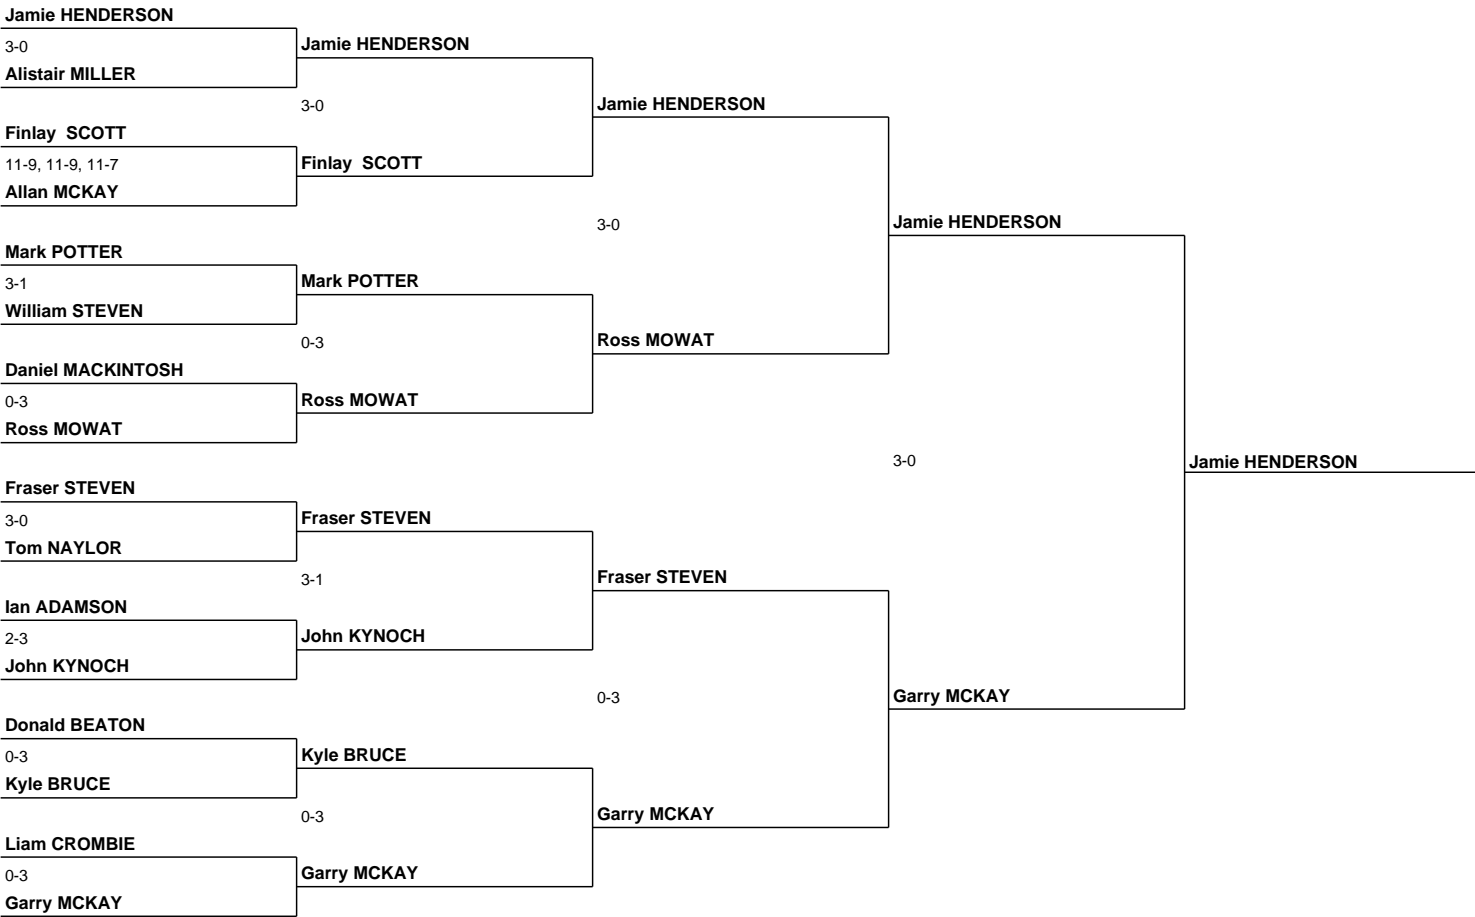 Jamie HENDERSON
3-0
Alistair MILLER
Finlay  SCOTT
11-9, 11-9, 11-7
Allan MCKAY
Mark POTTER
3-1
William STEVEN
Daniel MACKINTOSH
0-3
Ross MOWAT
Fraser STEVEN
3-0
Tom NAYLOR
Ian ADAMSON
2-3
John KYNOCH
Donald BEATON
0-3
Kyle BRUCE
Liam CROMBIE
0-3
Garry MCKAY
Jamie HENDERSON
3-0
Finlay  SCOTT
Mark POTTER
0-3
Ross MOWAT
Fraser STEVEN
3-1
John KYNOCH
Kyle BRUCE
0-3
Garry MCKAY
Jamie HENDERSON
3-0
Ross MOWAT
Fraser STEVEN
0-3
Garry MCKAY
Jamie HENDERSON
3-0
Garry MCKAY
Jamie HENDERSON